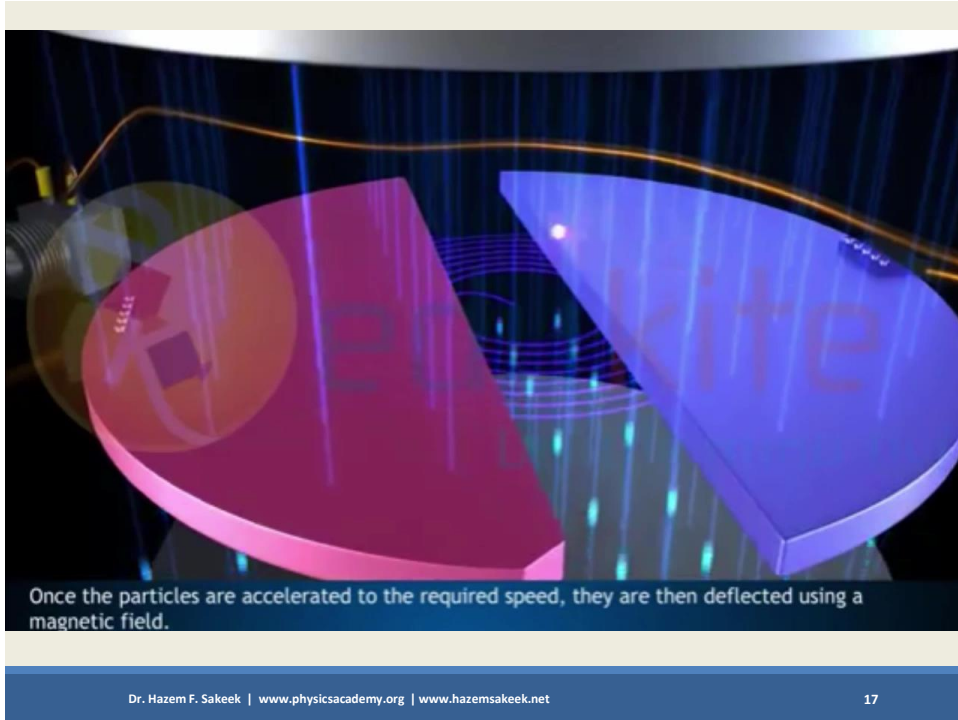 educkite
Once the particles are accelerated to the required speed, they are then deflected using a
magnetic field.
Dr. Hazem F. Sakeek | www.physicsacademy.org | www.hazemsakeek.net
17